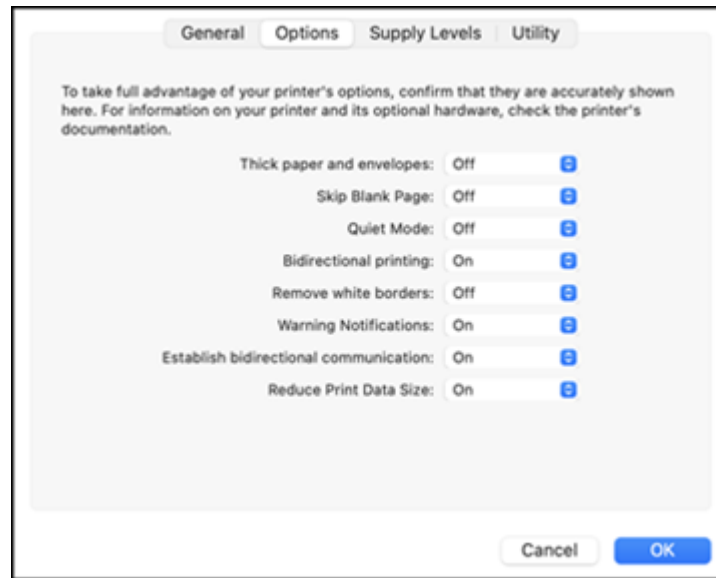 General Options Supply Levels Utility
To take full advantage of your printer's options, confirm that they are accurately shown
here. For information on your printer and its optional hardware, check the printer's
documentation.
Thick paper and envelopes: Off
Skip Blank Page: Off
Quiet Mode: Off
Bidirectional printing: On
Remove white borders: Off
Warning Notifications: On
Establish bidirectional communication: On
Reduce Print Data Size: On
Cancel OK